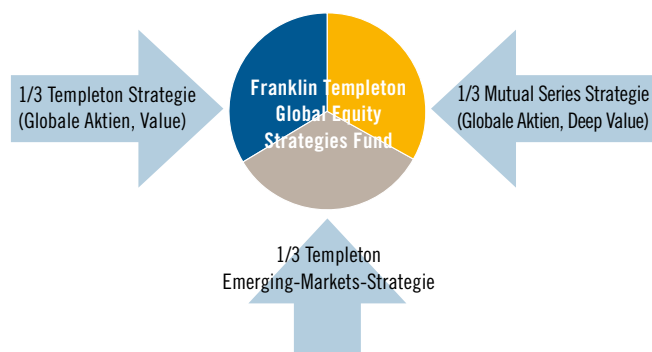 1/3 Templeton Strategie
(Globale Aktien, Value)
Franklin Templeton
Global Equity
Strategies Fund
1/3 Mutual Series Strategie
(Globale Aktien, Deep Value)
1/3 Templeton
Emerging-Markets-Strategie